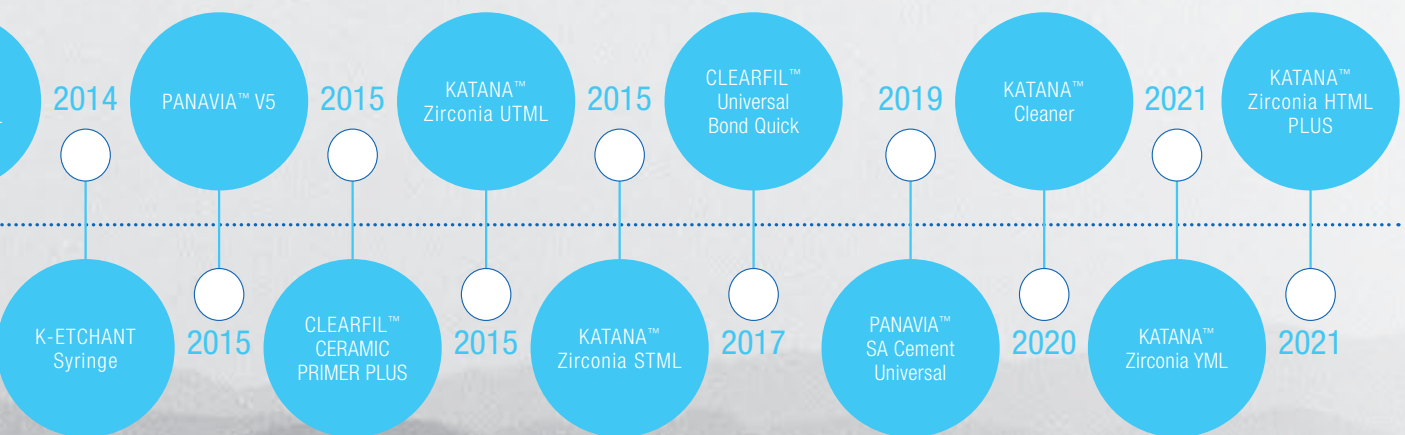 2014
K-ETCHANT
Syringe
PANAVIA™ V5
2015
2015
CLEARFIL™
CERAMIC
PRIMER PLUS
KATANA™
Zirconia UTML
2015
2015
KATANA™
Zirconia STML
CLEARFIL™
Universal
Bond Quick
2017
2019
PANAVIA™
SA Cement
Universal
KATANA™
Cleaner
2020
2021
KATANA™
Zirconia YML
KATANA™
Zirconia HTML
PLUS
2021